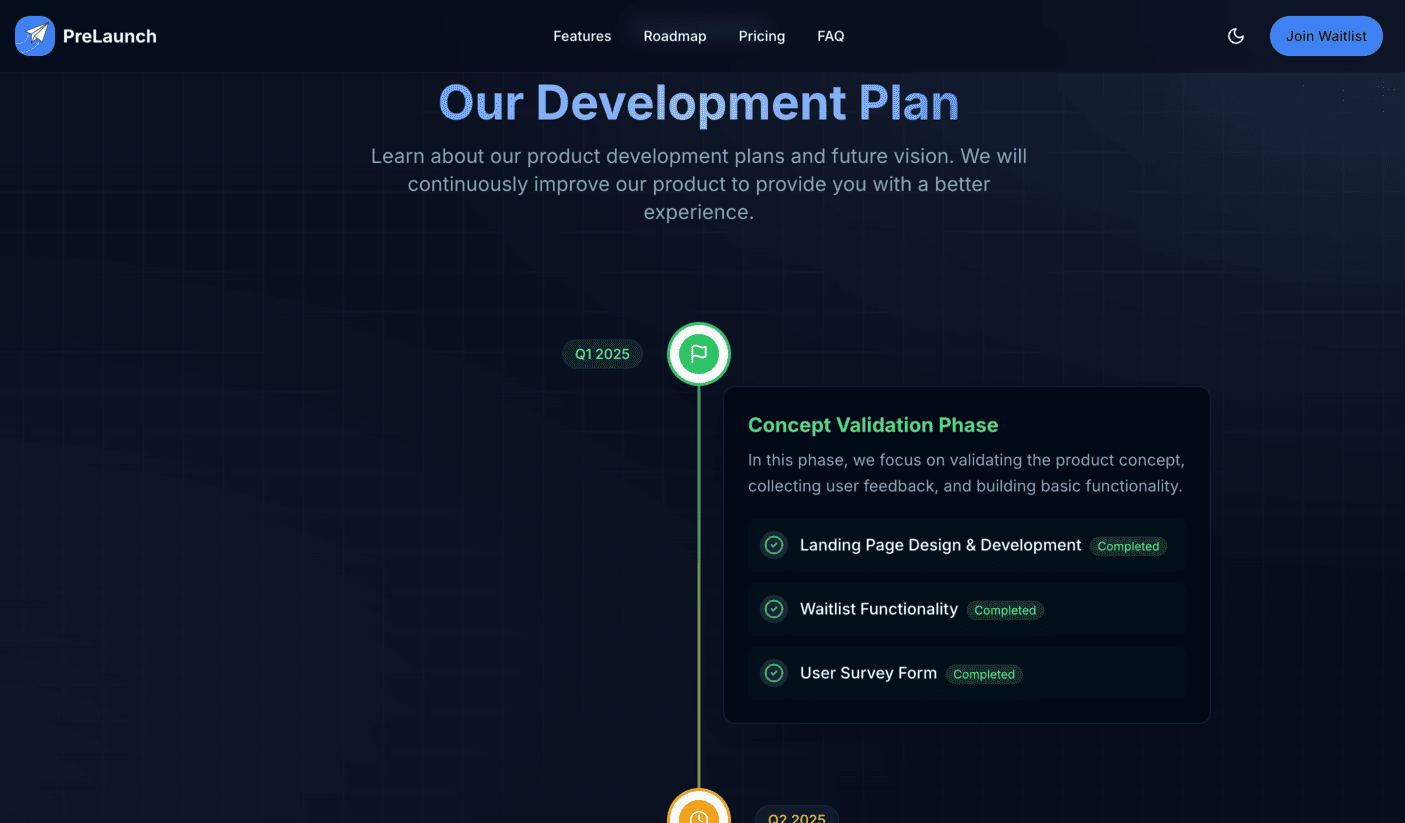 PreLaunch
Features
Roadmap
Pricing
FAQ
Join Waitlist
Our Development Plan
Learn about our product development plans and future vision. We will
continuously improve our product to provide you with a better
experience.
Q1 2025
Concept Validation Phase
In this phase, we focus on validating the product concept,
collecting user feedback, and building basic functionality.
Landing Page Design & Development Completed
Waitlist Functionality Completed
User Survey Form Completed
Q2 2025